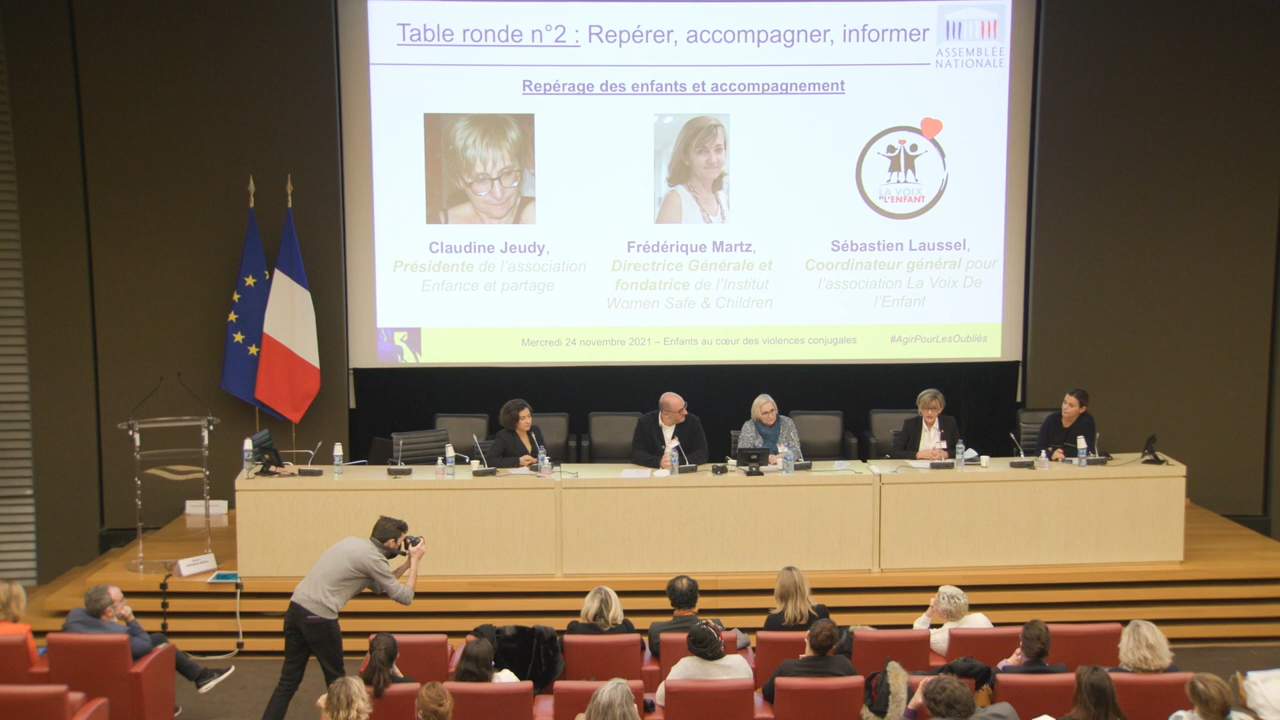 Table ronde n°2 : Repérer, accompagner, informer
ASSEMBLÉE
NATIONALE
Repérage des enfants et accompagnement
LA VOIX
DE L'ENFANT
Claudine Jeudy,
Présidente de l'association
Enfance et partage
Frédérique Martz,
Directrice Générale et
fondatrice de l'Institut
Women Safe & Children
Sébastien Laussel,
Coordinateur général pour
l'association La Voix De
l'Enfant
Mercredi 24 novembre 2021 – Enfants au cœur des violences conjugales
#AgirPourLesOubliés